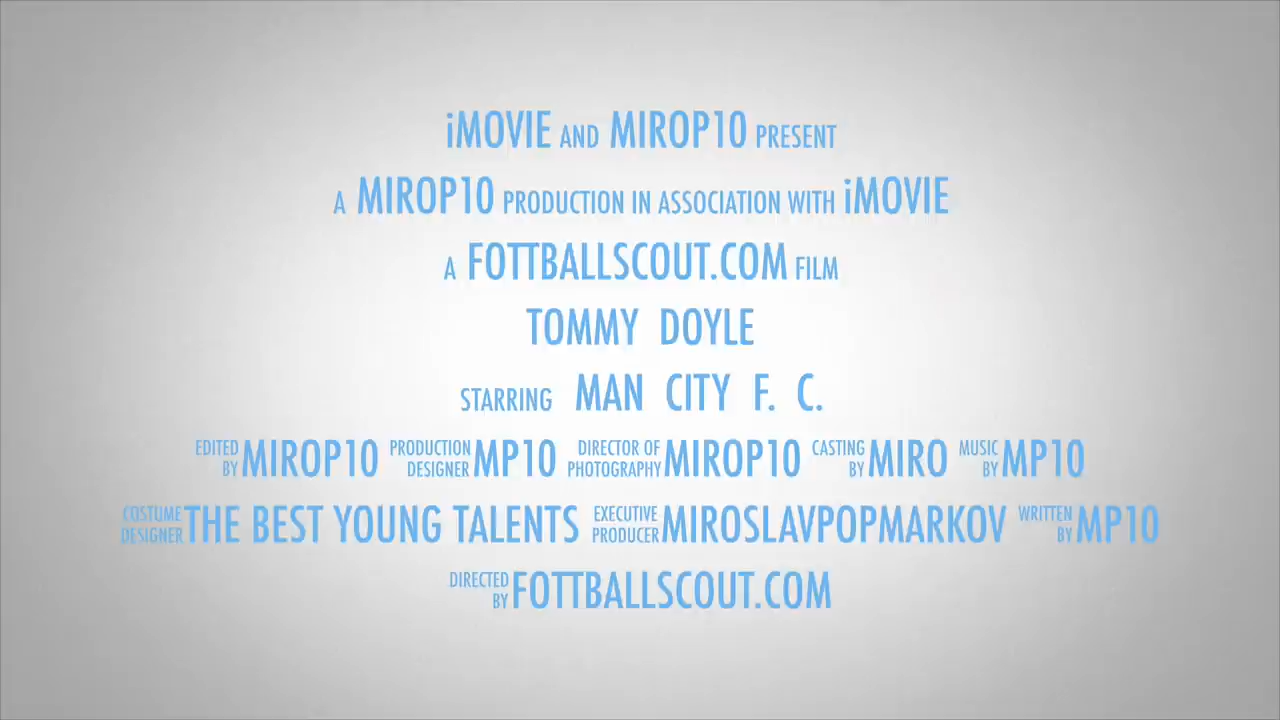 iMOVIE AND MIROP10 PRESENT
A MIROP10 PRODUCTION IN ASSOCIATION WITH iMOVIE
A FOTTBALLSCOUT.COM FILM
TOMMY DOYLE
STARRING MAN CITY F. C.
EDITED BY MIROP10 PRODUCTION DESIGNER MP10 DIRECTOR OF PHOTOGRAPHY MIROP10 CASTING BY MIRO MUSIC BY MP10
COSTUME DESIGNER THE BEST YOUNG TALENTS EXECUTIVE PRODUCER MIROSLAVPOPMARKOV WRITTEN BY MP10
DIRECTED BY FOTTBALLSCOUT.COM